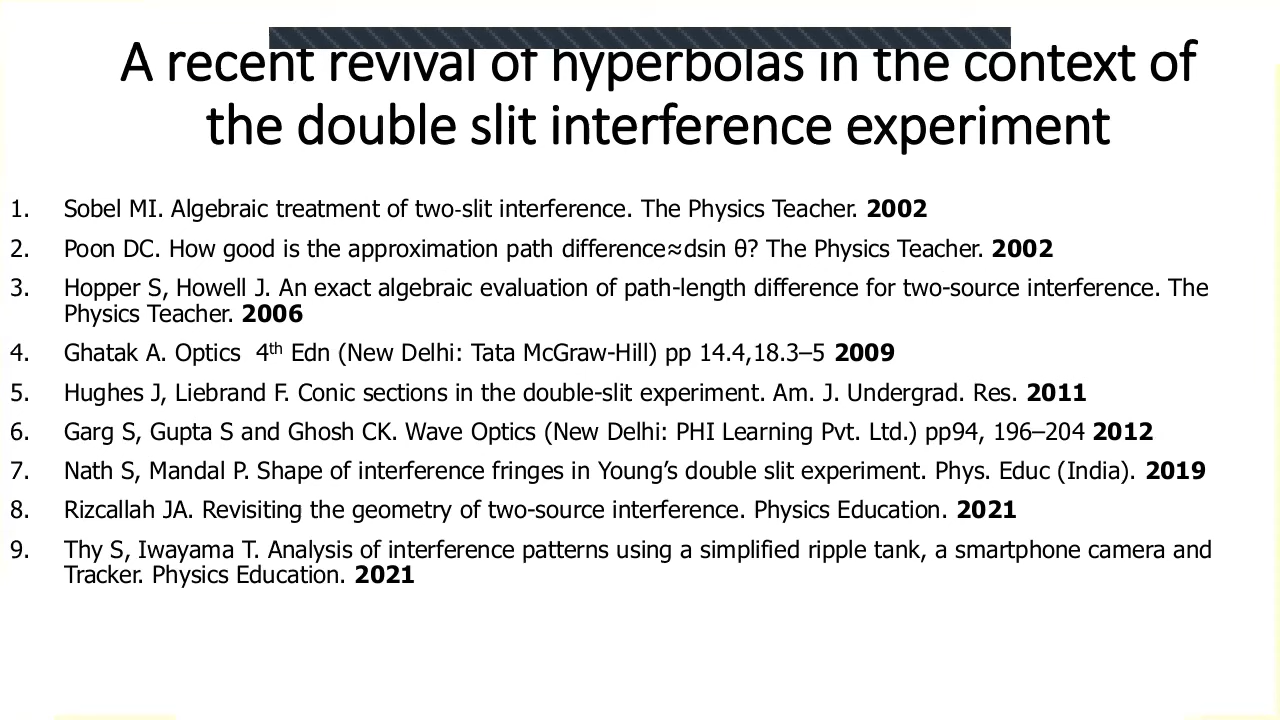 A recent revival of hyperbolas in the context of
the double slit interference experiment
1. Sobel MI. Algebraic treatment of two-slit interference. The Physics Teacher. 2002
2. Poon DC. How good is the approximation path difference≈dsin θ? The Physics Teacher. 2002
3. Hopper S, Howell J. An exact algebraic evaluation of path-length difference for two-source interference. The
Physics Teacher. 2006
4. Ghatak A. Optics 4th Edn (New Delhi: Tata McGraw-Hill) pp 14.4,18.3–5 2009
5. Hughes J, Liebrand F. Conic sections in the double-slit experiment. Am. J. Undergrad. Res. 2011
6. Garg S, Gupta S and Ghosh CK. Wave Optics (New Delhi: PHI Learning Pvt. Ltd.) pp94, 196–204 2012
7. Nath S, Mandal P. Shape of interference fringes in Young’s double slit experiment. Phys. Educ (India). 2019
8. Rizcallah JA. Revisiting the geometry of two-source interference. Physics Education. 2021
9. Thy S, Iwayama T. Analysis of interference patterns using a simplified ripple tank, a smartphone camera and
Tracker. Physics Education. 2021